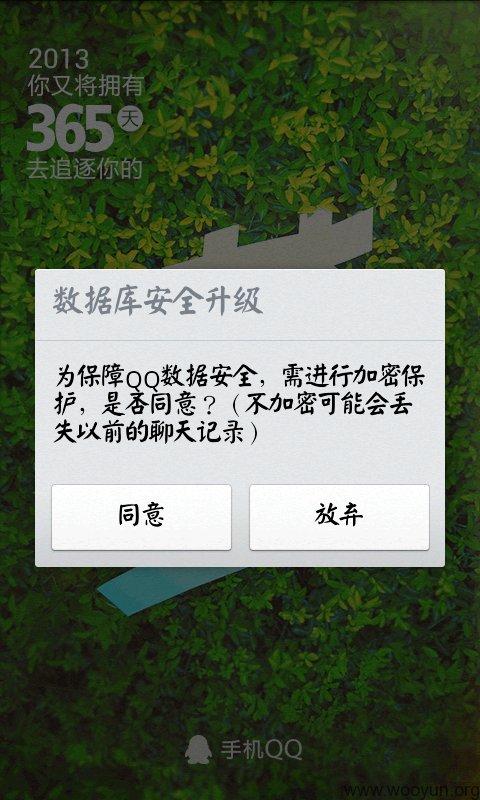 2013
你又将拥有
365天
去追逐你的
数据库安全升级
为保障QQ数据安全，需进行加密保
护，是否同意？（不加密可能会丢
失以前的聊天记录）
同意
放弃
手机QQ
www.wooyun.org